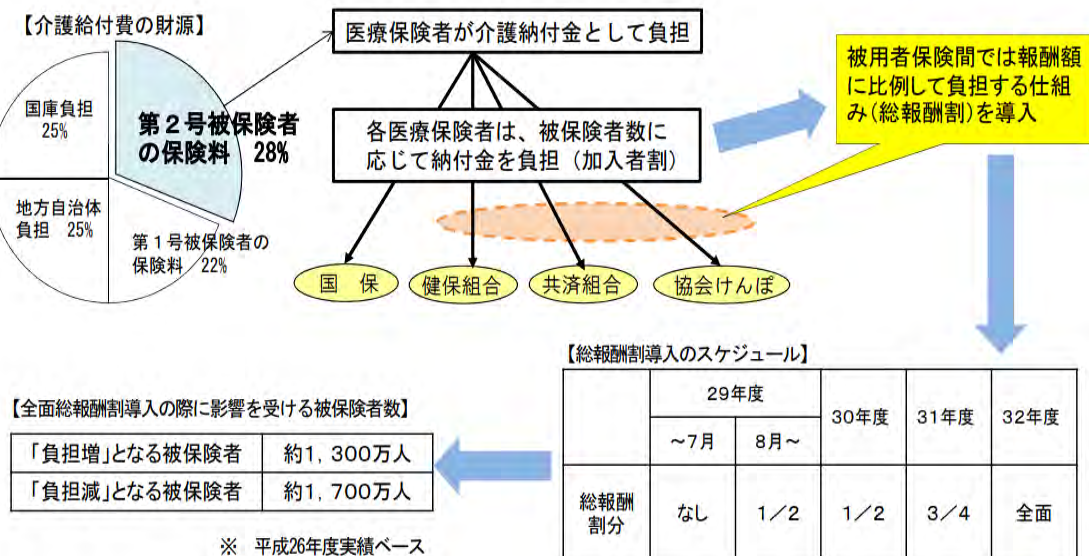 【介護給付費の財源】
国庫負担
25%
第２号被保険者
の保険料　28%
地方自治体
負担　25%
第１号被保険者の
保険料　22%
医療保険者が介護納付金として負担
各医療保険者は、被保険者数に
応じて納付金を負担（加入者割）
国　保
健保組合
共済組合
協会けんぽ
被用者保険間では報酬額
に比例して負担する仕組
み(総報酬割)を導入
【総報酬割導入のスケジュール】
29年度
30年度
31年度
32年度
～7月
8月～
総報酬
割分
なし
１／２
１／２
３／４
全面
【全面総報酬割導入の際に影響を受ける被保険者数】
「負担増」となる被保険者
約１，３００万人
「負担減」となる被保険者
約１，７００万人
※　平成26年度実績ベース